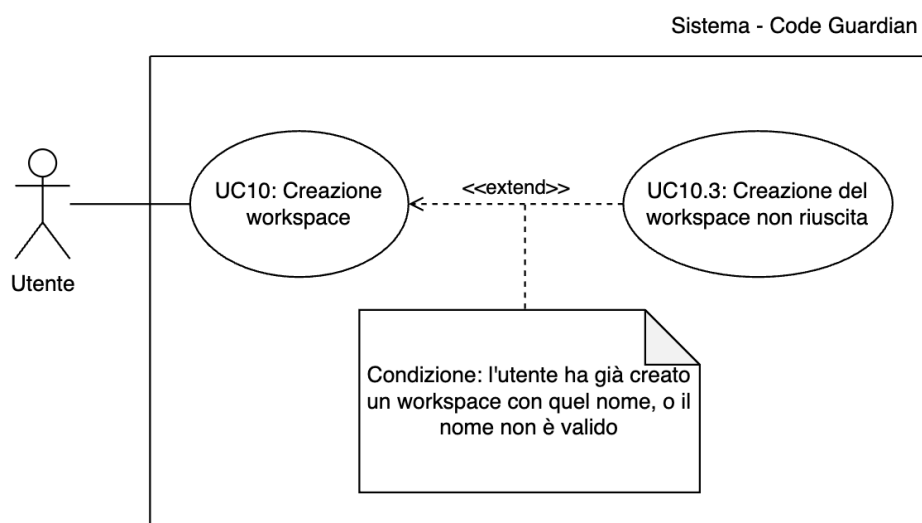 Sistema - Code Guardian
UC10: Creazione
workspace
<<extend>>
UC10.3: Creazione del
workspace non riuscita
Utente
Condizione: l'utente ha già creato
un workspace con quel nome, o il
nome non è valido